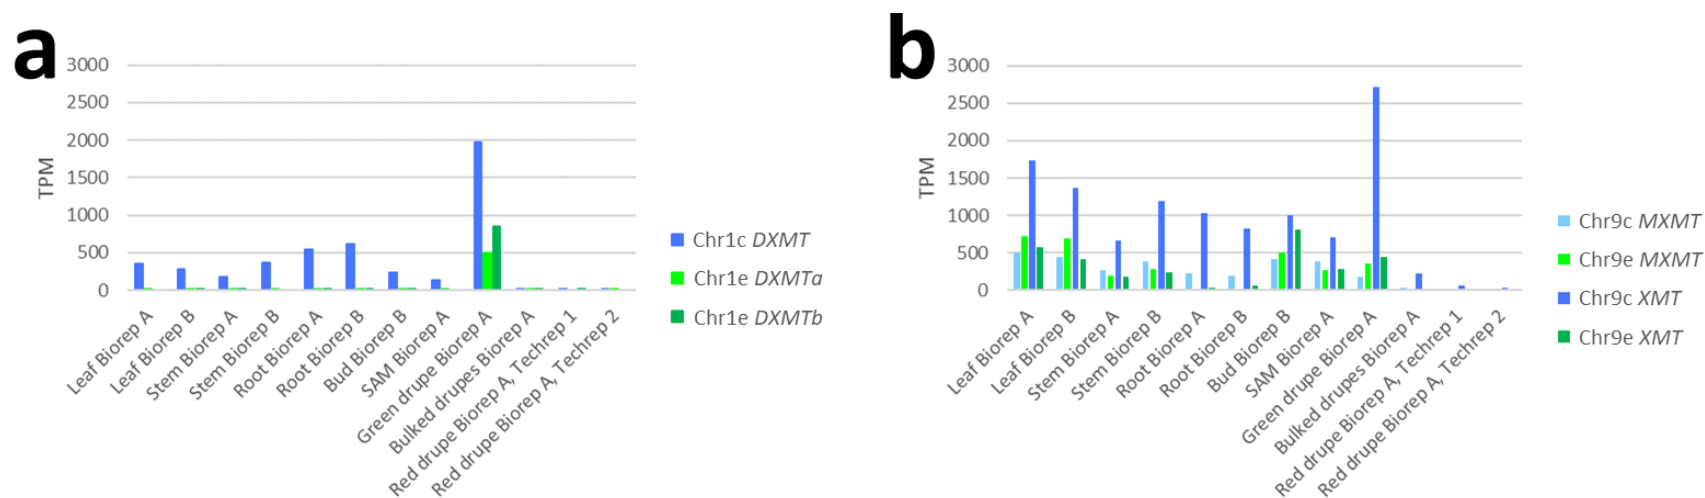 a
3000
2500
2000
1500
1000
500
0
TPM
Leaf Biorep A
Leaf Biorep B
Stem Biorep A
Stem Biorep B
Root Biorep A
Root Biorep B
Bud Biorep B
SAM Biorep A
Green drupe Biorep A
Bulked drupes Biorep A
Red drupe Biorep A, Techrep 1
Red drupe Biorep A, Techrep 2
Chr1c DXMT
Chr1e DXMTa
Chr1e DXMTb
b
3000
2500
2000
1500
1000
500
0
TPM
Leaf Biorep A
Leaf Biorep B
Stem Biorep A
Stem Biorep B
Root Biorep A
Root Biorep B
Bud Biorep B
SAM Biorep A
Green drupe Biorep A
Bulked drupes Biorep A
Red drupe Biorep A, Techrep 1
Red drupe Biorep A, Techrep 2
Chr9c MXMT
Chr9e MXMT
Chr9c XMT
Chr9e XMT